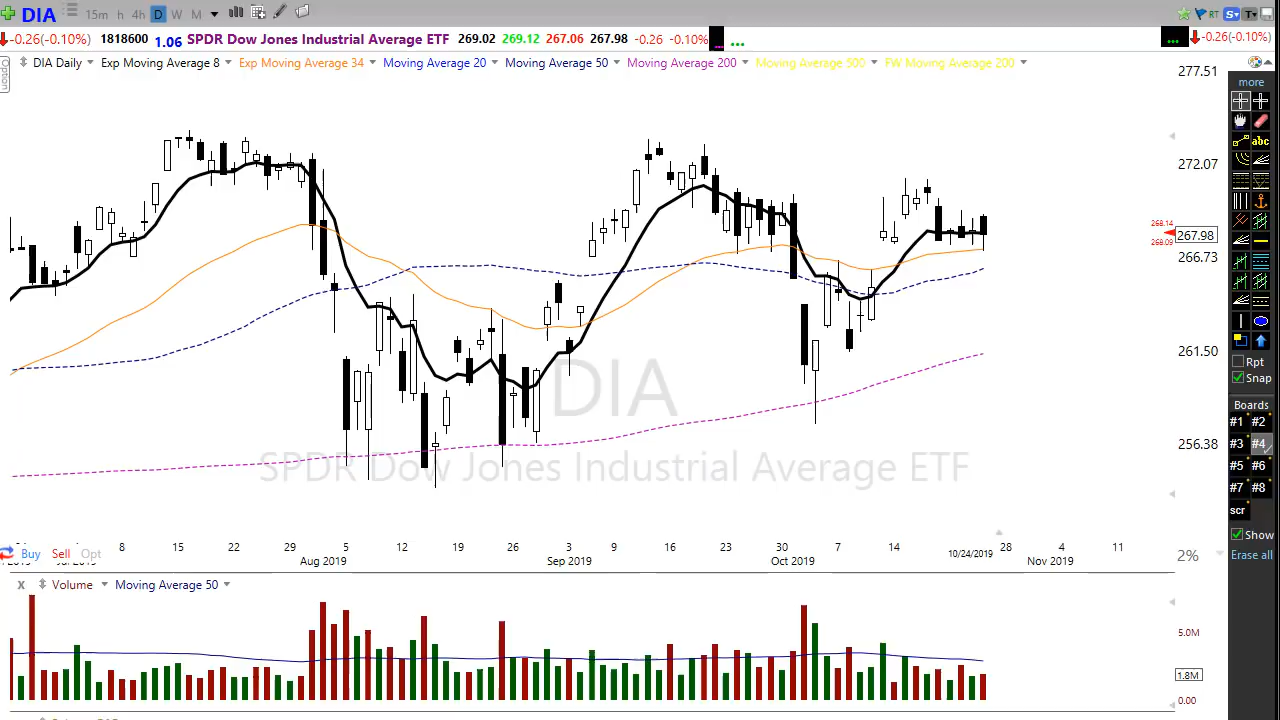 DIA 15m h 4h D W M RT S T
-0.26(-0.10%) 1818600 1.06 SPDR Dow Jones Industrial Average ETF 269.02 269.12 267.06 267.98 -0.26 -0.10% ... ... ... -0.26(-0.10%)
Option
DIA Daily Exp Moving Average 8 Exp Moving Average 34 Moving Average 20 Moving Average 50 Moving Average 200 Moving Average 500 FW Moving Average 200
277.51
more
abc
272.07
268.14
267.98
268.09
266.73
261.50
Rpt
Snap
DIA
Boards
#1 #2
#3 #4
256.38
SPDR Dow Jones Industrial Average ETF
#5 #6
#7 #8
scr
Show
8 15 22 29 5 12 19 26 3 9 16 23 30 7 14 10/24/2019 28 4 11
Buy Sell Opt
Aug 2019 Sep 2019 Oct 2019 Nov 2019
2%
Erase all
X Volume Moving Average 50
5.0M
1.8M
0.00